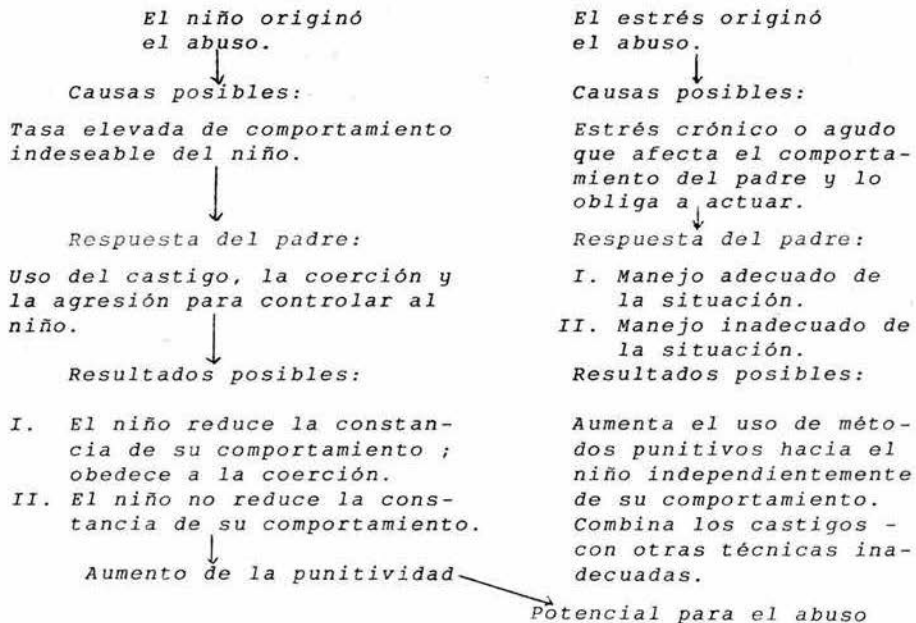 El niño originó
el abuso.
Causas posibles:
Tasa elevada de comportamiento
indeseable del niño.
Respuesta del padre:
Uso del castigo, la coerción y
la agresión para controlar al
niño.
Resultados posibles:
I. El niño reduce la constan-
cia de su comportamiento ;
obedece a la coerción.
II. El niño no reduce la cons-
tancia de su comportamiento.
Aumento de la punitividad
El estrés originó
el abuso.
Causas posibles:
Estrés crónico o agudo
que afecta el comporta-
miento del padre y lo
obliga a actuar.
Respuesta del padre:
I. Manejo adecuado de
la situación.
II. Manejo inadecuado de
la situación.
Resultados posibles:
Aumenta el uso de méto-
dos punitivos hacia el
niño independientemente
de su comportamiento.
Combina los castigos -
con otras técnicas ina-
decuadas.
Potencial para el abuso